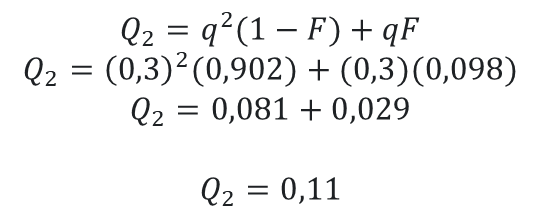 Q₂ = q²(1 − F) + qF
Q₂ = (0,3)²(0,902) + (0,3)(0,098)
Q₂ = 0,081 + 0,029
Q₂ = 0,11